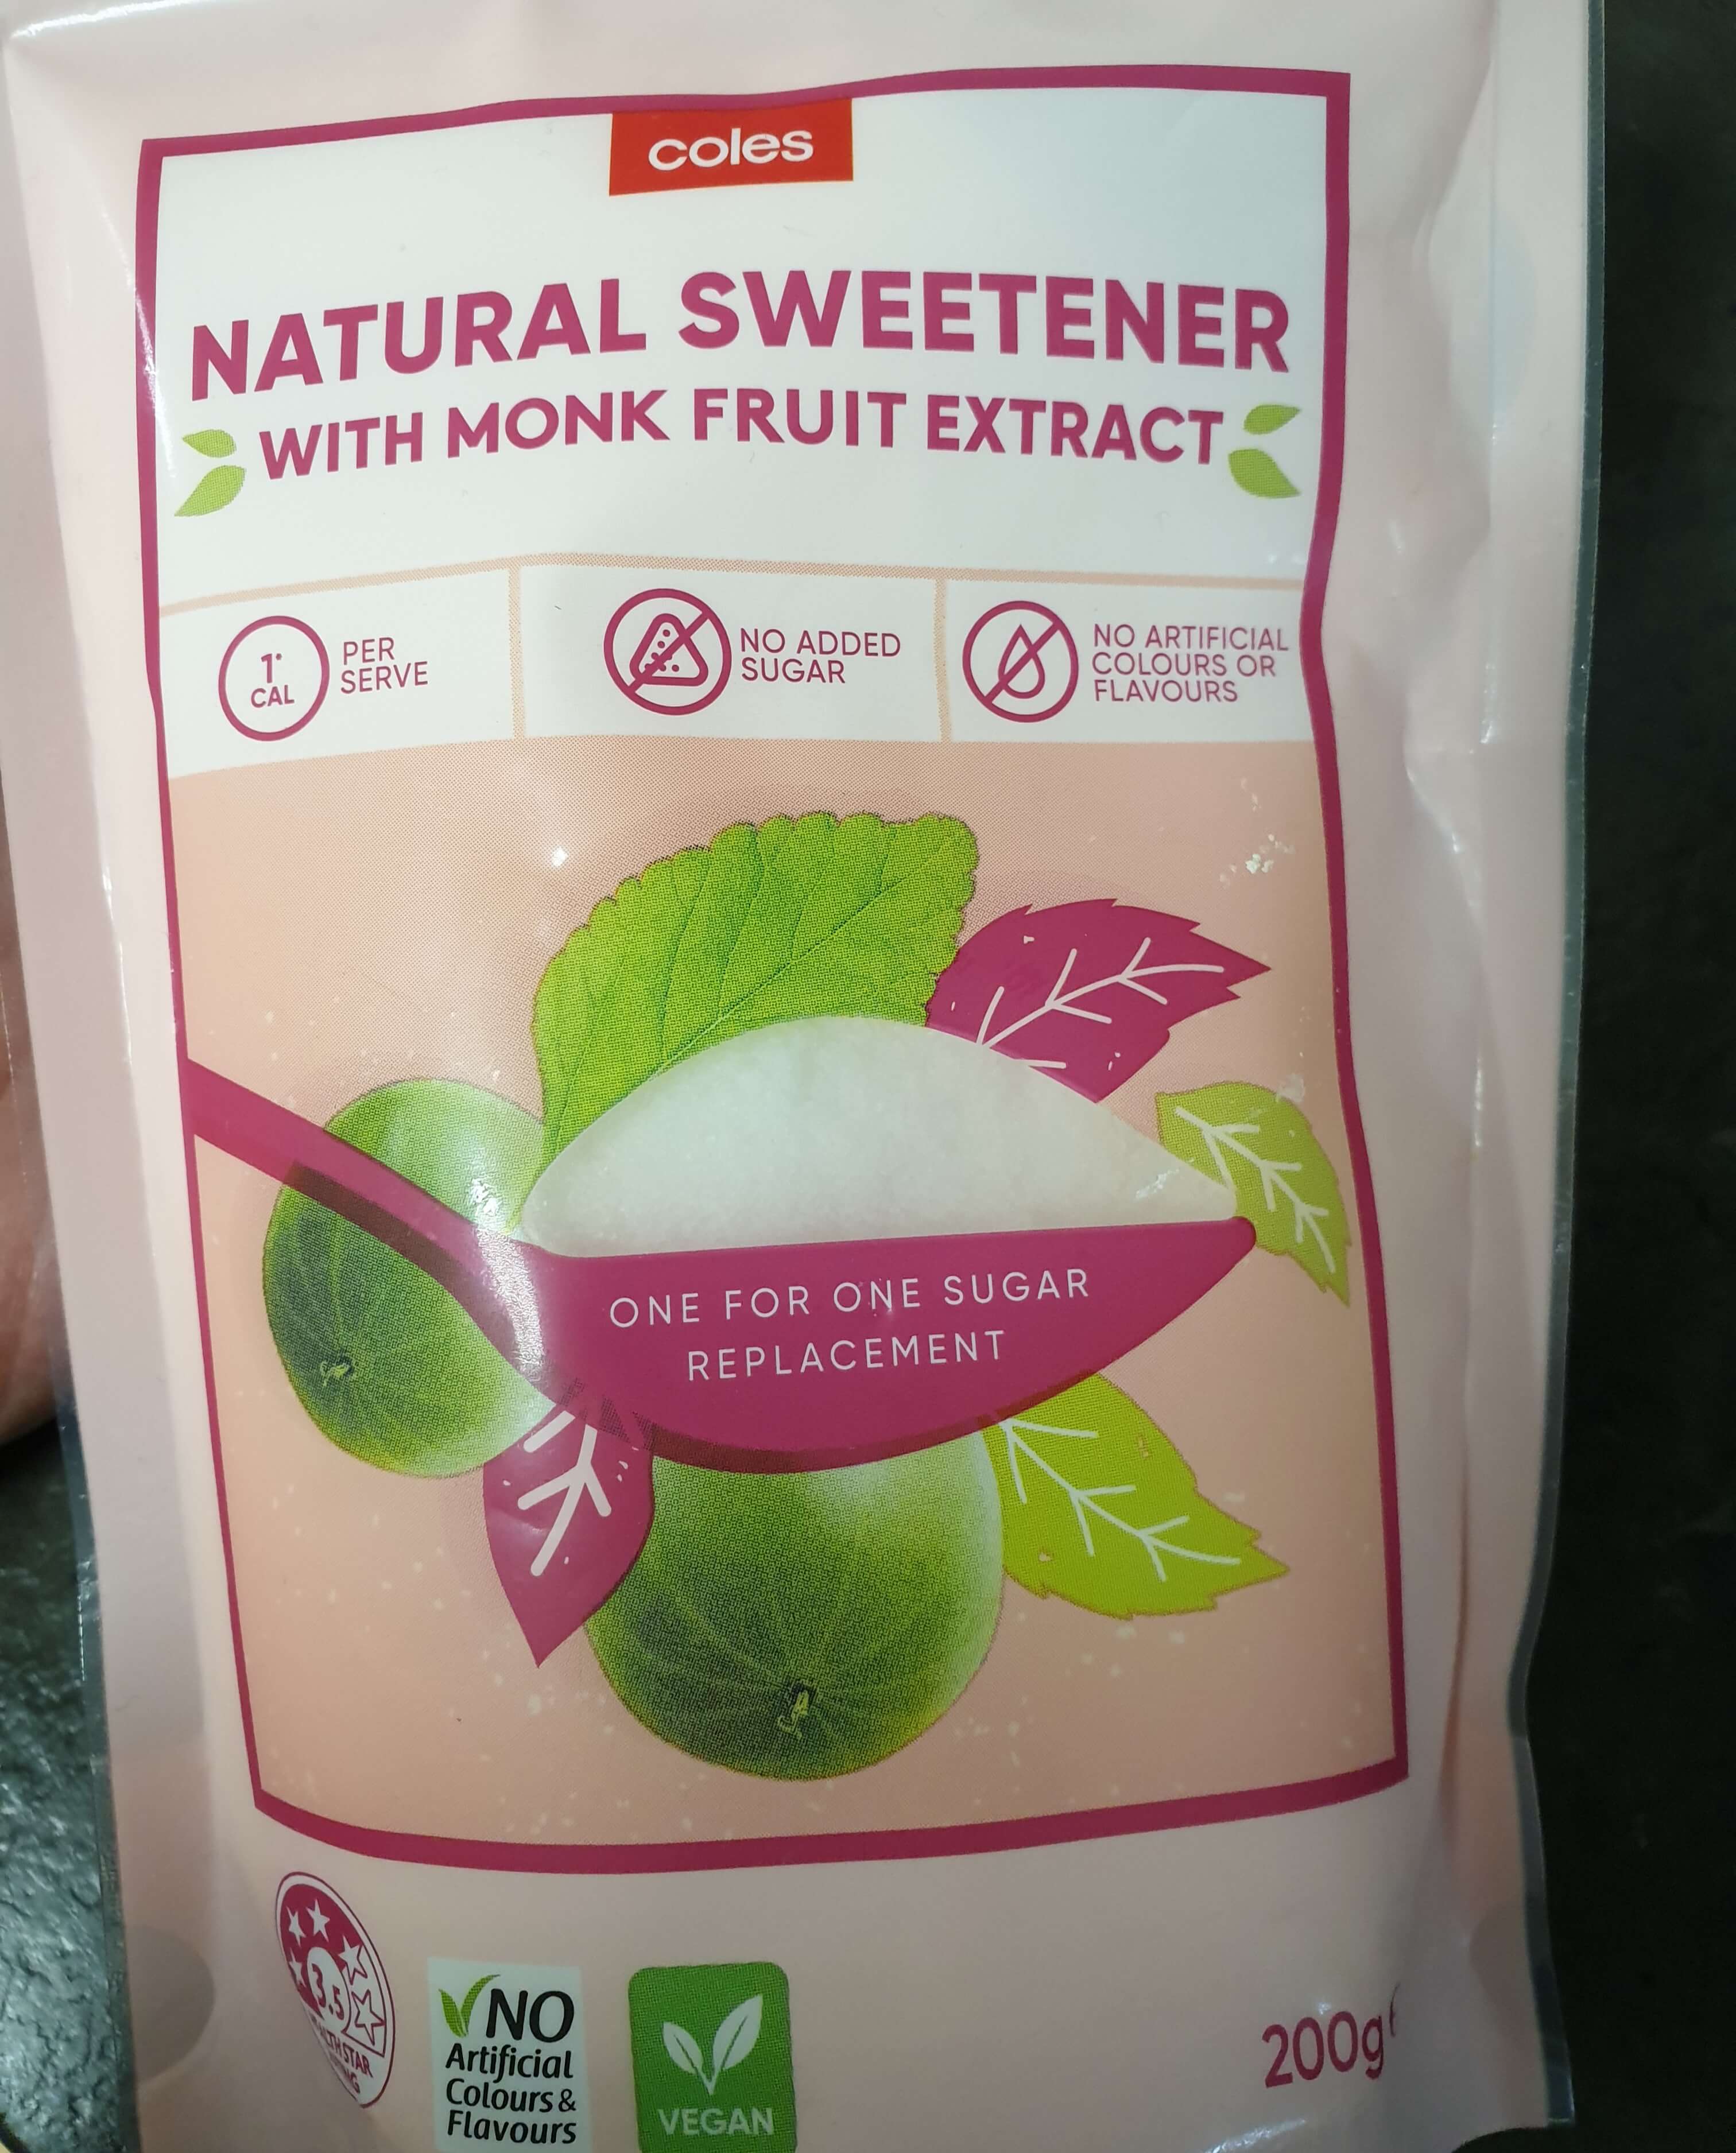 coles
NATURAL SWEETENER
WITH MONK FRUIT EXTRACT
1*
CAL
PER
SERVE
NO ADDED
SUGAR
NO ARTIFICIAL
COLOURS OR
FLAVOURS
ONE FOR ONE SUGAR
REPLACEMENT
3.5
STAR
NO
Artificial
Colours &
Flavours
VEGAN
200g